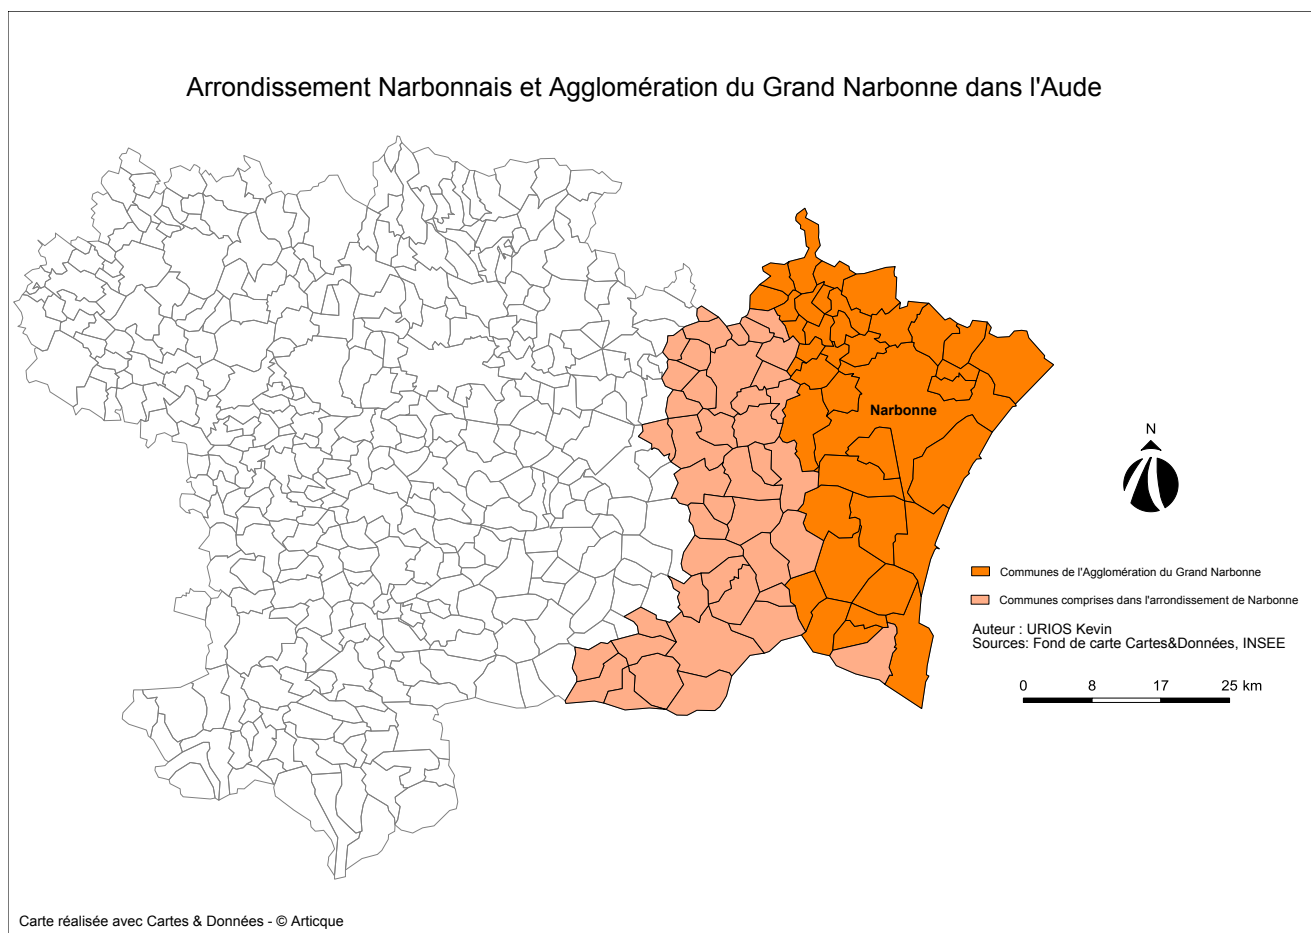 Arrondissement Narbonnais et Agglomération du Grand Narbonne dans l'Aude
Narbonne
N
Communes de l'Agglomération du Grand Narbonne
Communes comprises dans l'arrondissement de Narbonne
Auteur : URIOS Kevin
Sources: Fond de carte Cartes&Données, INSEE
0 8 17 25 km
Carte réalisée avec Cartes & Données - © Articque